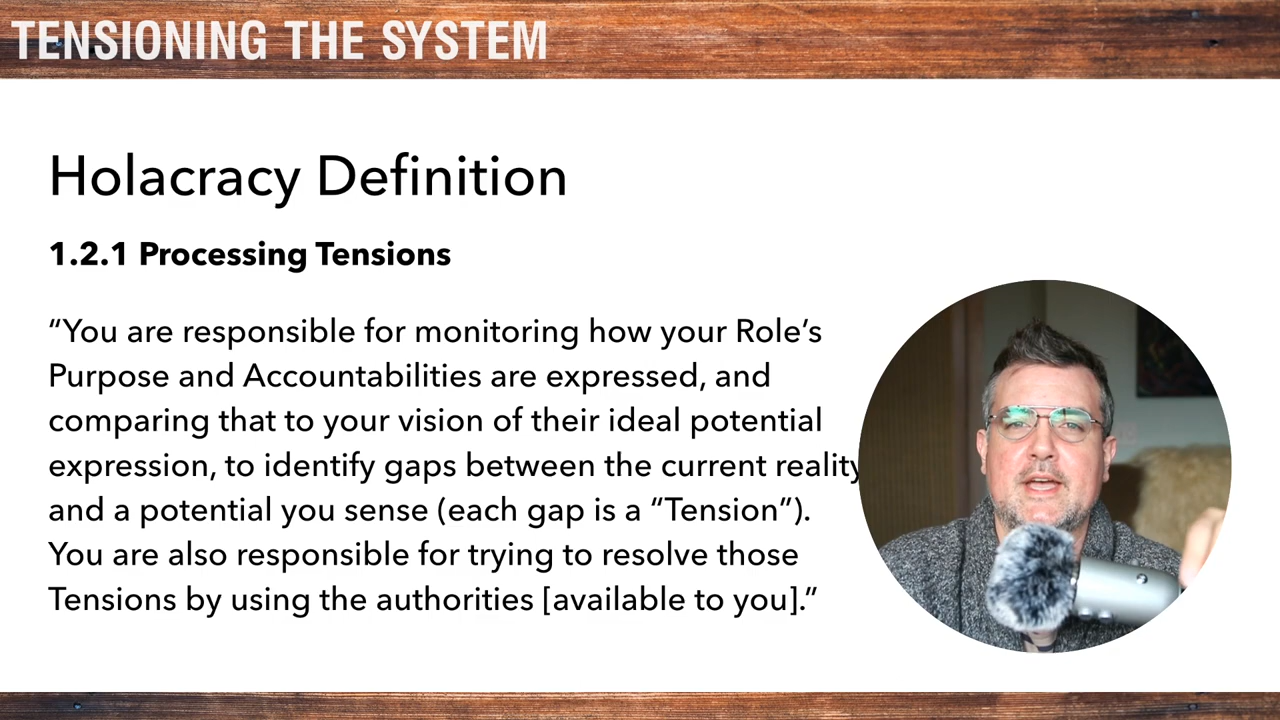 TENSIONING THE SYSTEM
Holacracy Definition
1.2.1 Processing Tensions
“You are responsible for monitoring how your Role’s
Purpose and Accountabilities are expressed, and
comparing that to your vision of their ideal potential
expression, to identify gaps between the current reality
and a potential you sense (each gap is a “Tension”).
You are also responsible for trying to resolve those
Tensions by using the authorities [available to you].”